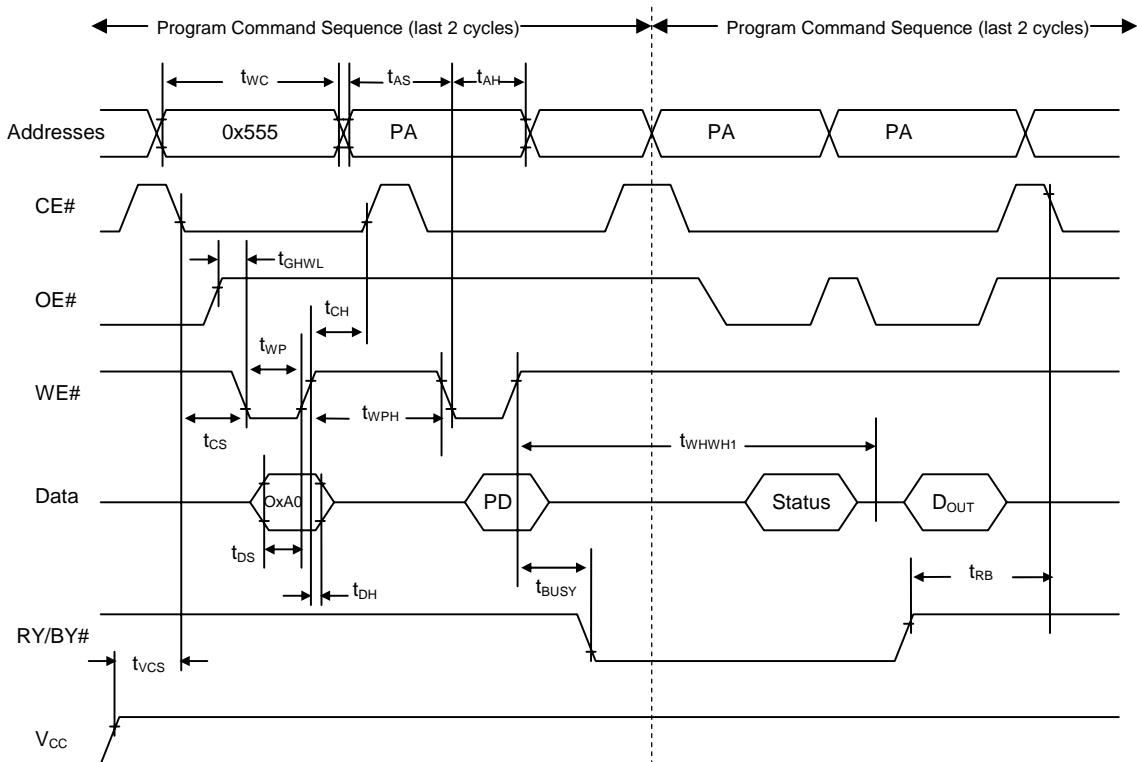 Program Command Sequence (last 2 cycles) Program Command Sequence (last 2 cycles)
tWC tAS tAH
Addresses 0x555 PA PA PA
CE#
tGHWL
OE#
tCH
tWP
WE#
tWPH
tCS tWHWH1
Data OxA0 PD Status DOUT
tDS
tDH tBUSY tRB
RY/BY#
tVCS
VCC